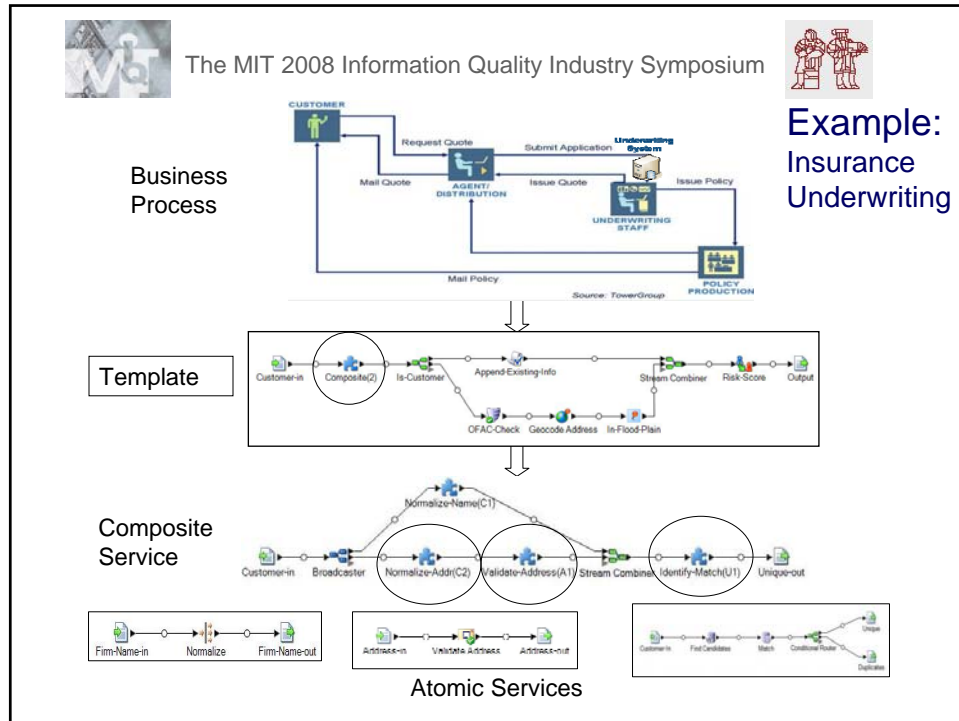 The MIT 2008 Information Quality Industry Symposium
Example:
Insurance
Underwriting
Business
Process
CUSTOMER
Request Quote
Mail Quote
AGENT/
DISTRIBUTION
Submit Application
Issue Quote
Underwriting
System
UNDERWRITING
STAFF
Issue Policy
Mail Policy
POLICY
PRODUCTION
Source: TowerGroup
Template
Customer-in
Composite(2)
Is-Customer
Append-Existing-Info
Stream Combiner
Risk-Score
Output
OFAC-Check
Geocode Address
In-Flood-Plain
Composite
Service
Normalize-Name(C1)
Customer-in
Broadcaster
Normalize-Addr(C2)
Validate-Address(A1)
Stream Combiner
Identify-Match(U1)
Unique-out
Firm-Name-in
Normalize
Firm-Name-out
Address-in
Validate Address
Address-out
Customer-In
Find Candidates
Match
Conditional Router
Unique
Duplicates
Atomic Services